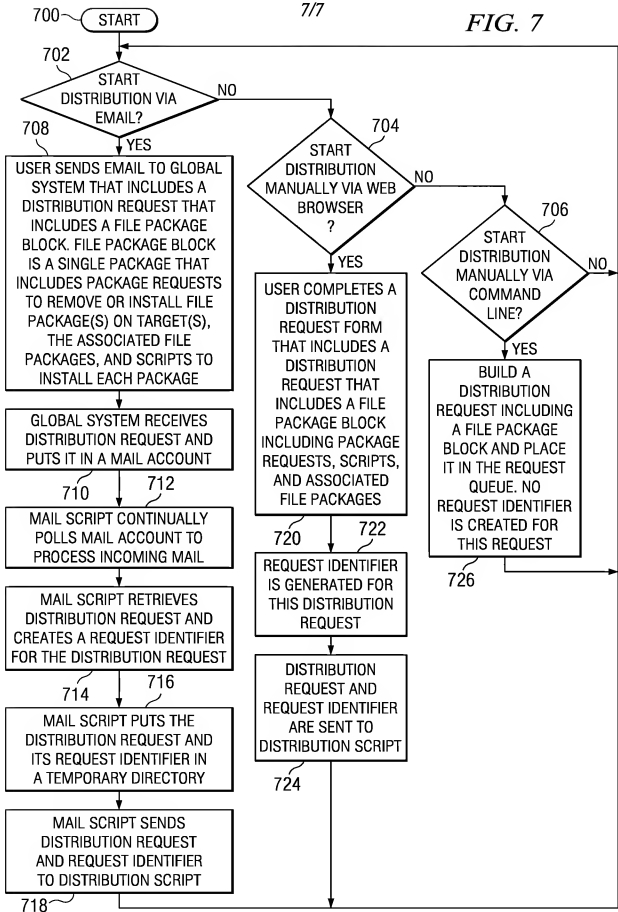 7/7
FIG. 7
700
START
702
START
DISTRIBUTION VIA
EMAIL?
NO
YES
708
USER SENDS EMAIL TO GLOBAL
SYSTEM THAT INCLUDES A
DISTRIBUTION REQUEST THAT
INCLUDES A FILE PACKAGE
BLOCK. FILE PACKAGE BLOCK
IS A SINGLE PACKAGE THAT
INCLUDES PACKAGE REQUESTS
TO REMOVE OR INSTALL FILE
PACKAGE(S) ON TARGET(S),
THE ASSOCIATED FILE
PACKAGES, AND SCRIPTS TO
INSTALL EACH PACKAGE
GLOBAL SYSTEM RECEIVES
DISTRIBUTION REQUEST AND
PUTS IT IN A MAIL ACCOUNT
710
712
MAIL SCRIPT CONTINUALLY
POLLS MAIL ACCOUNT TO
PROCESS INCOMING MAIL
MAIL SCRIPT RETRIEVES
DISTRIBUTION REQUEST AND
CREATES A REQUEST IDENTIFIER
FOR THE DISTRIBUTION REQUEST
714
716
MAIL SCRIPT PUTS THE
DISTRIBUTION REQUEST AND
ITS REQUEST IDENTIFIER IN
A TEMPORARY DIRECTORY
MAIL SCRIPT SENDS
DISTRIBUTION REQUEST
AND REQUEST IDENTIFIER
TO DISTRIBUTION SCRIPT
718
704
START
DISTRIBUTION
MANUALLY VIA WEB
BROWSER
?
NO
YES
USER COMPLETES A
DISTRIBUTION
REQUEST FORM
THAT INCLUDES A
DISTRIBUTION
REQUEST THAT
INCLUDES A FILE
PACKAGE BLOCK
INCLUDING PACKAGE
REQUESTS, SCRIPTS,
AND ASSOCIATED
FILE PACKAGES
720
722
REQUEST IDENTIFIER
IS GENERATED FOR
THIS DISTRIBUTION
REQUEST
DISTRIBUTION
REQUEST AND
REQUEST IDENTIFIER
ARE SENT TO
DISTRIBUTION SCRIPT
724
706
START
DISTRIBUTION
MANUALLY VIA
COMMAND
LINE?
NO
YES
BUILD A
DISTRIBUTION
REQUEST INCLUDING
A FILE PACKAGE
BLOCK AND PLACE
IT IN THE REQUEST
QUEUE. NO
REQUEST IDENTIFIER
IS CREATED FOR
THIS REQUEST
726